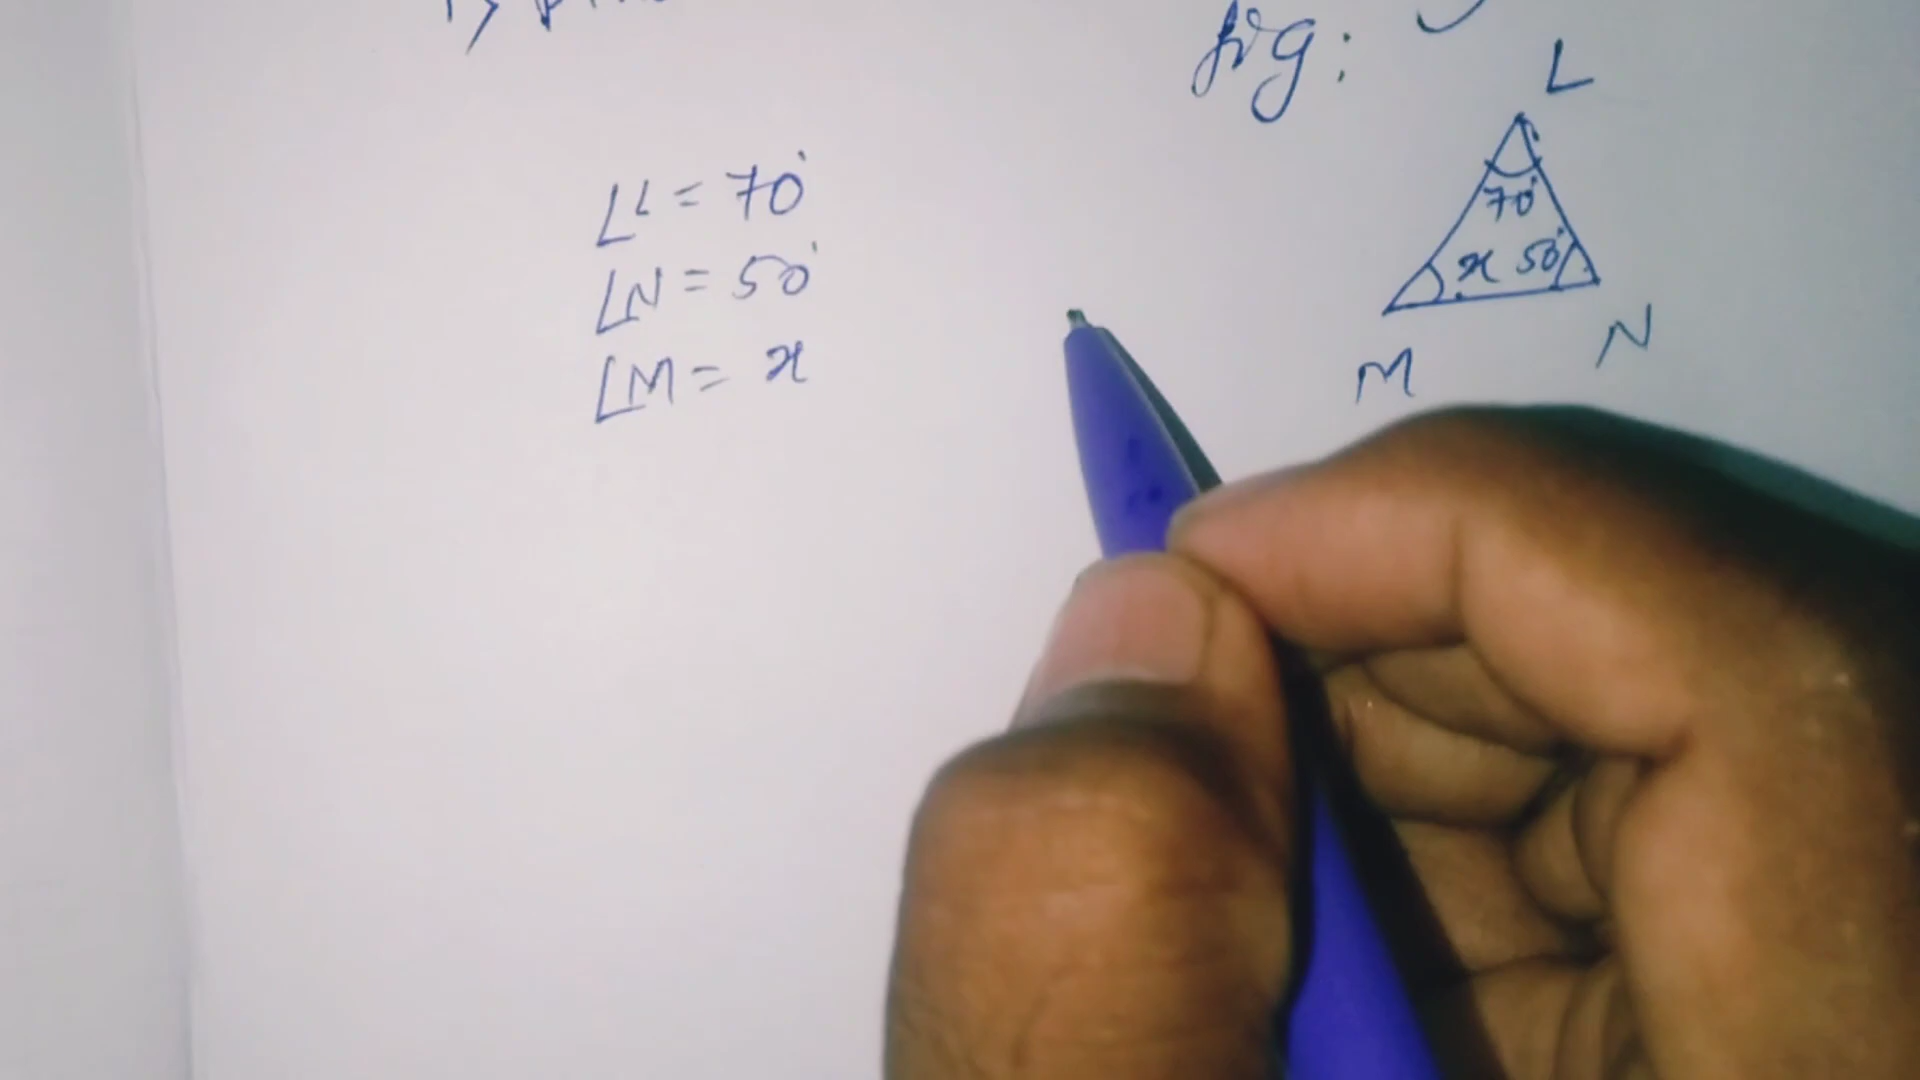 fig:
L
∠L = 70°
∠N = 50°
∠M = x
70°
x 50°
M
N